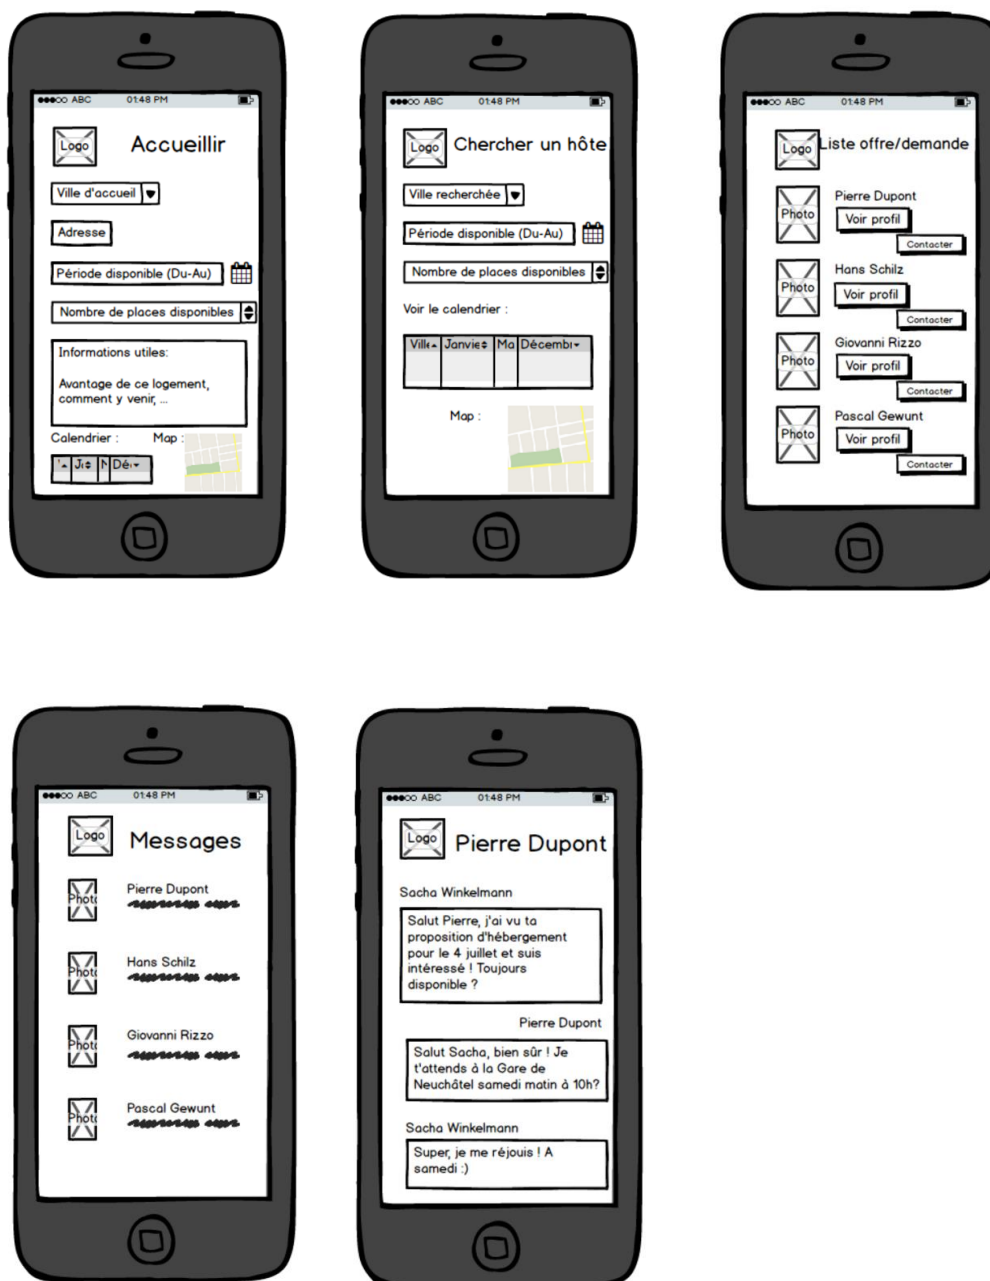 ABC 01:48 PM
Logo Accueillir
Ville d'accueil
Adresse
Période disponible (Du-Au)
Nombre de places disponibles
Informations utiles:
Avantage de ce logement,
comment y venir, ...
Calendrier : Map :
Dé
ABC 01:48 PM
Logo Chercher un hôte
Ville recherchée
Période disponible (Du-Au)
Nombre de places disponibles
Voir le calendrier :
Ville Janvie Ma Décembr
Map :
ABC 01:48 PM
Logo Liste offre/demande
Photo
Pierre Dupont
Voir profil
Contacter
Photo
Hans Schilz
Voir profil
Contacter
Photo
Giovanni Rizzo
Voir profil
Contacter
Photo
Pascal Gewunt
Voir profil
Contacter
ABC 01:48 PM
Logo Messages
Photo Pierre Dupont
Photo Hans Schilz
Photo Giovanni Rizzo
Photo Pascal Gewunt
ABC 01:48 PM
Logo Pierre Dupont
Sacha Winkelmann
Salut Pierre, j'ai vu ta
proposition d'hébergement
pour le 4 juillet et suis
intéressé ! Toujours
disponible ?
Pierre Dupont
Salut Sacha, bien sûr ! Je
t'attends à la Gare de
Neuchâtel samedi matin à 10h?
Sacha Winkelmann
Super, je me réjouis ! A
samedi :)